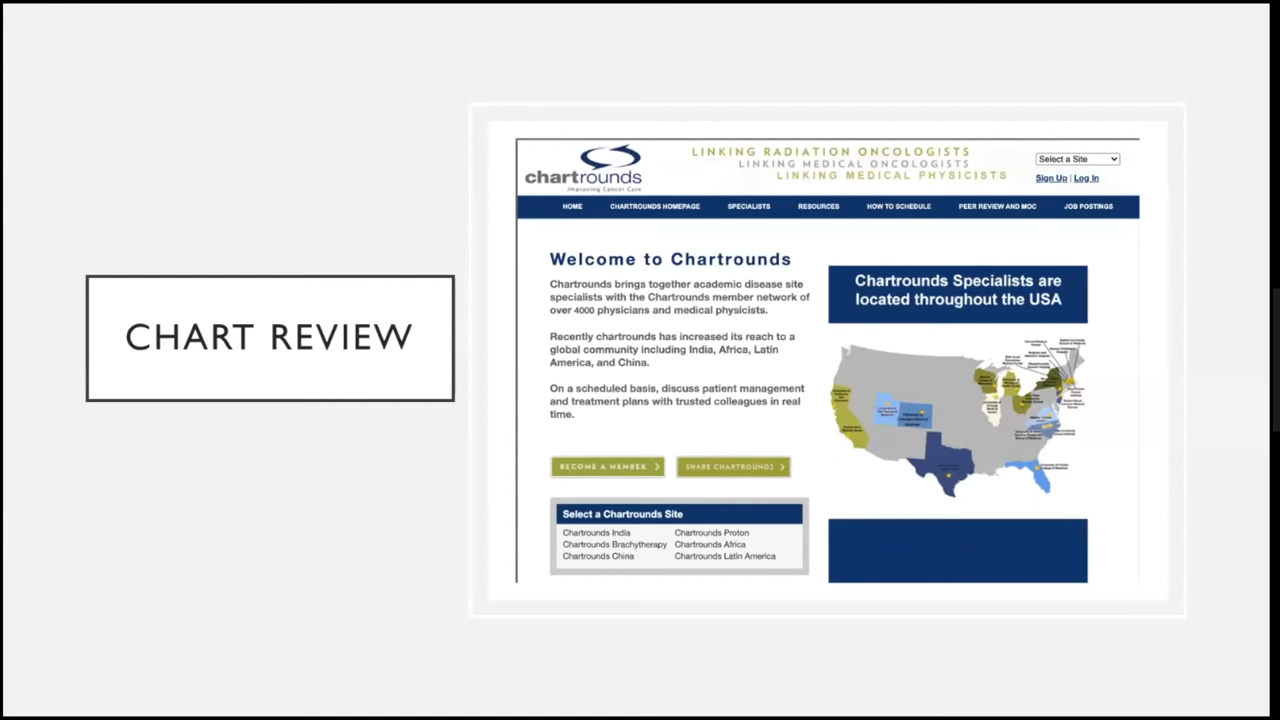 CHART REVIEW
chartrounds
Improving Cancer Care
LINKING RADIATION ONCOLOGISTS
LINKING MEDICAL ONCOLOGISTS
LINKING MEDICAL PHYSICISTS
Select a Site
Sign Up | Log In
HOME CHARTROUNDS HOMEPAGE SPECIALISTS RESOURCES HOW TO SCHEDULE PEER REVIEW AND MOC JOB POSTINGS
Welcome to Chartrounds
Chartrounds brings together academic disease site
specialists with the Chartrounds member network of
over 4000 physicians and medical physicists.
Recently chartrounds has increased its reach to a
global community including India, Africa, Latin
America, and China.
On a scheduled basis, discuss patient management
and treatment plans with trusted colleagues in real
time.
BECOME A MEMBER
SHARE CHARTROUNDS
Select a Chartrounds Site
Chartrounds India Chartrounds Proton
Chartrounds Brachytherapy Chartrounds Africa
Chartrounds China Chartrounds Latin America
Chartrounds Specialists are
located throughout the USA